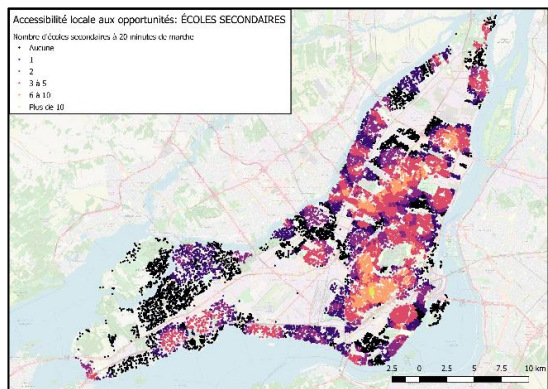 Accessibilité locale aux opportunités: ÉCOLES SECONDAIRES
Nombre d'écoles secondaires à 20 minutes de marche
Aucune
1
2
3 à 5
6 à 10
Plus de 10
2.5 0 2.5 5 7.5 10 km